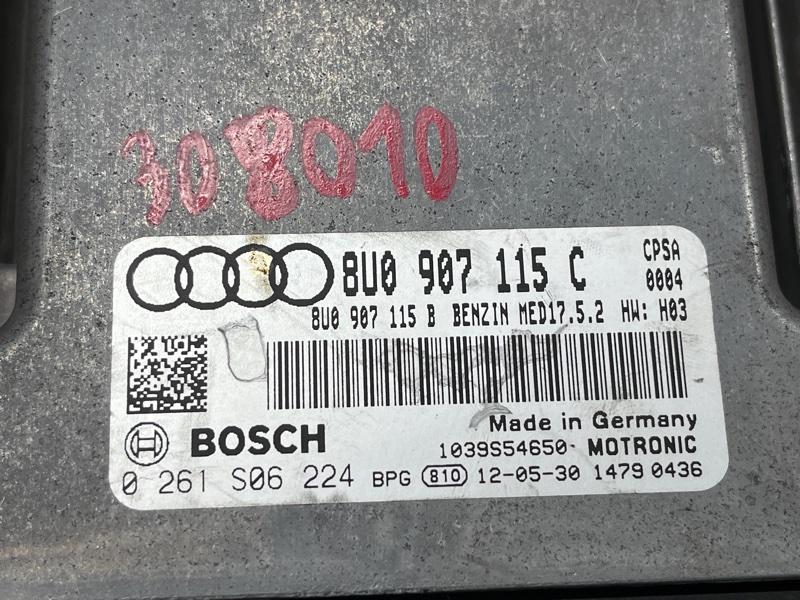 308010
8U0 907 115 C
CPSA
0004
8U0 907 115 B BENZIN MED17.5.2 HW: H03
Made in Germany
BOSCH
1039S54650 MOTRONIC
0 261 S06 224 BPG 810 12-05-30 1479 0436